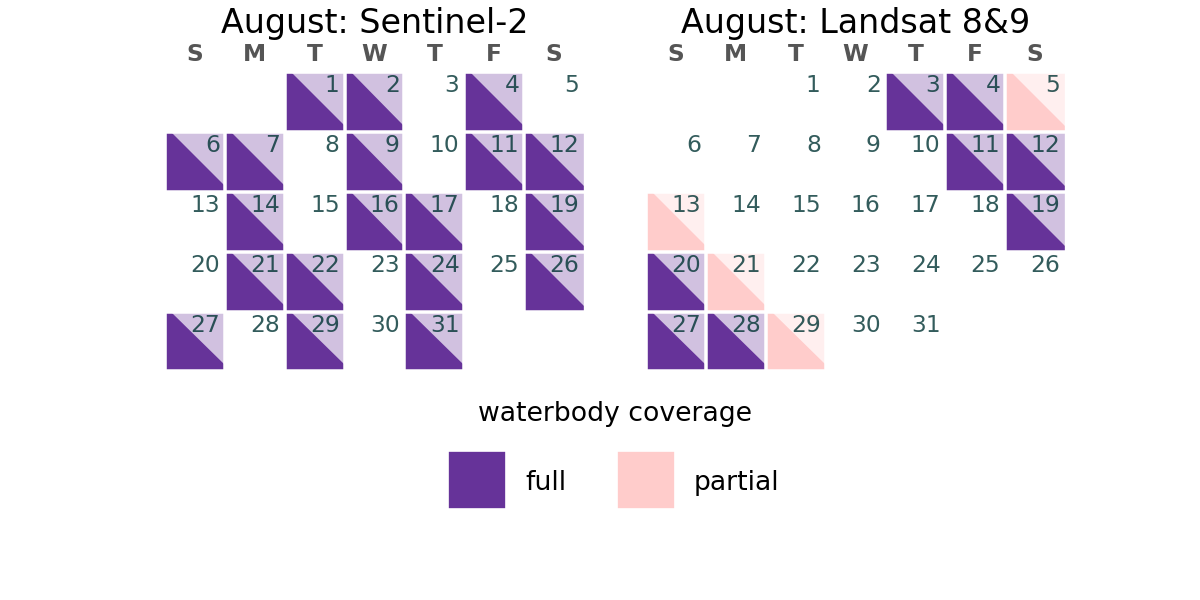 August: Sentinel-2
S M T W T F S
1 2 3 4 5
6 7 8 9 10 11 12
13 14 15 16 17 18 19
20 21 22 23 24 25 26
27 28 29 30 31
August: Landsat 8&9
S M T W T F S
1 2 3 4 5
6 7 8 9 10 11 12
13 14 15 16 17 18 19
20 21 22 23 24 25 26
27 28 29 30 31
waterbody coverage
full partial